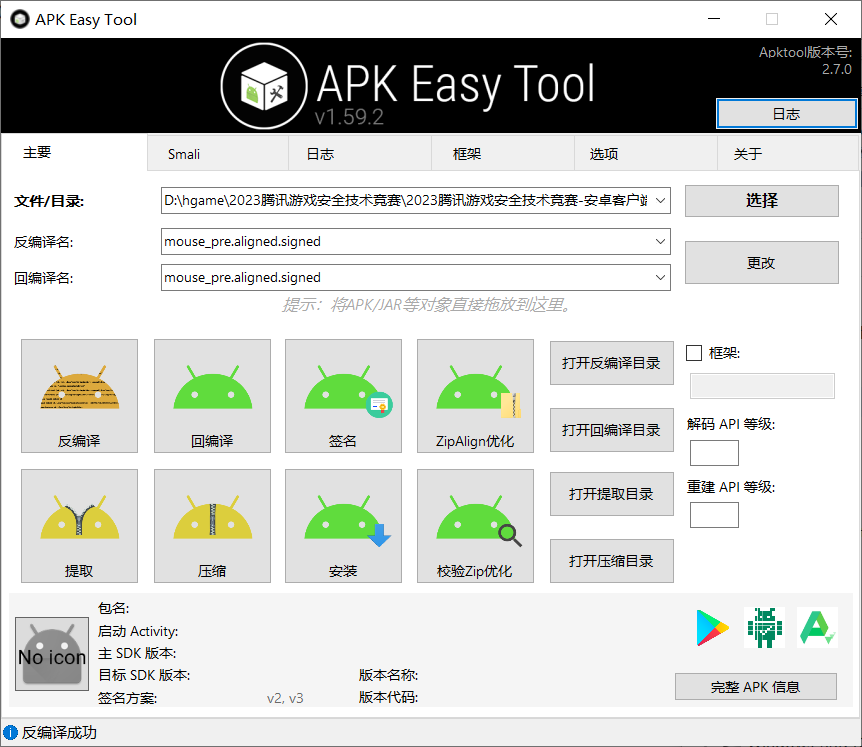 APK Easy Tool
Apktool版本号:
2.7.0
APK Easy Tool
v1.59.2
日志
主要
Smali
日志
框架
选项
关于
文件/目录:
D:\hgame\2023腾讯游戏安全技术竞赛\2023腾讯游戏安全技术竞赛-安卓客户端
选择
反编译名:
mouse_pre.aligned.signed
回编译名:
mouse_pre.aligned.signed
更改
提示：将APK/JAR等对象直接拖放到这里。
反编译
回编译
签名
ZipAlign优化
打开反编译目录
框架:
打开回编译目录
解码 API 等级:
提取
压缩
安装
校验Zip优化
打开提取目录
重建 API 等级:
打开压缩目录
No icon
包名:
启动 Activity:
主 SDK 版本:
目标 SDK 版本:
版本名称:
签名方案:
v2, v3
版本代码:
完整 APK 信息
反编译成功